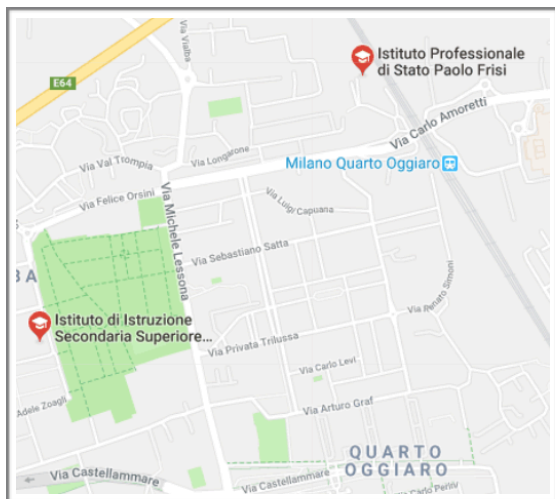 Via Vialba
Istituto Professionale
di Stato Paolo Frisi
E64
Via Carlo Amoretti
Via Val Trompia
Via Longarone
Milano Quarto Oggiaro
Via Felice Orsini
Via Michele Lessona
Via Luigi Capuana
Via Sebastiano Satta
BA
Istituto di Istruzione
Secondaria Superiore...
Via Renato Simoni
Via Privata Trilussa
Via Carlo Levi
Adele Zoagli
Via Arturo Graf
QUARTO
OGGIARO
Via Castellammare
Via Castellammare
Via Carlo Perini